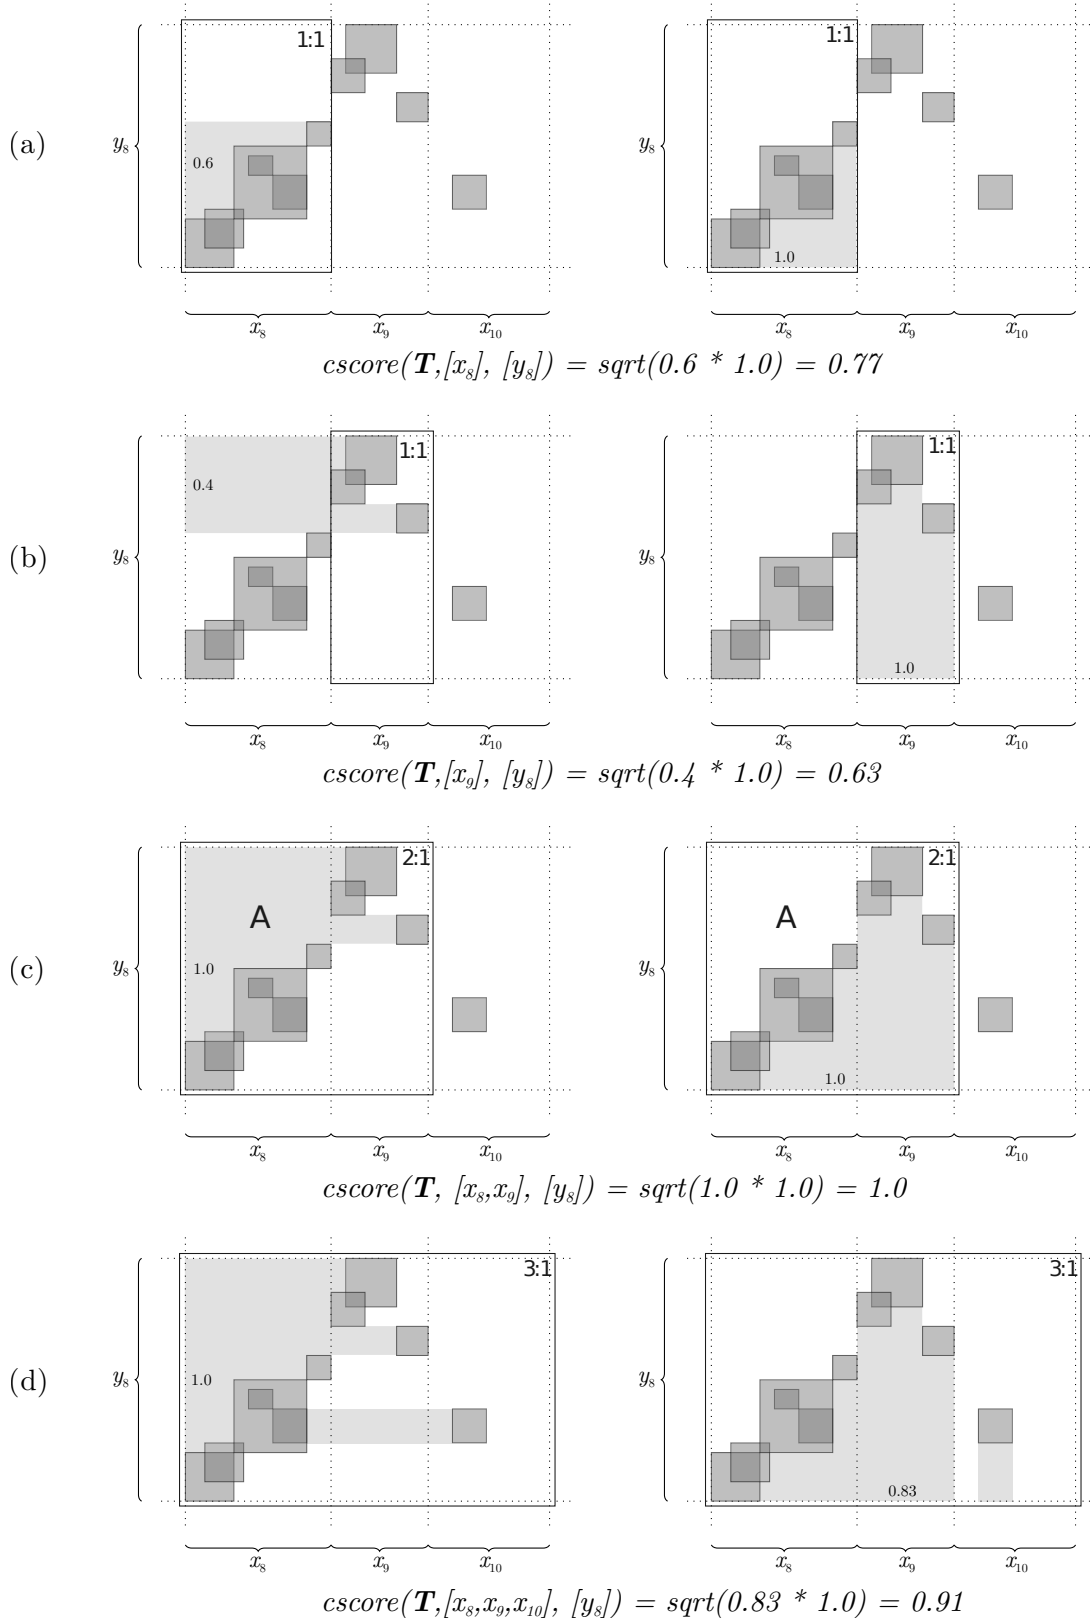 1:1 1:1
(a) y₈ 0.6 y₈ 1.0
x₈ x₉ x₁₀ x₈ x₉ x₁₀
cscore(T,[x₈], [y₈]) = sqrt(0.6 * 1.0) = 0.77
1:1 1:1
(b) y₈ 0.4 y₈ 1.0
x₈ x₉ x₁₀ x₈ x₉ x₁₀
cscore(T,[x₉], [y₈]) = sqrt(0.4 * 1.0) = 0.63
2:1 2:1
A A
(c) y₈ 1.0 y₈ 1.0
x₈ x₉ x₁₀ x₈ x₉ x₁₀
cscore(T, [x₈,x₉], [y₈]) = sqrt(1.0 * 1.0) = 1.0
3:1 3:1
(d) y₈ 1.0 y₈ 0.83
x₈ x₉ x₁₀ x₈ x₉ x₁₀
cscore(T,[x₈,x₉,x₁₀], [y₈]) = sqrt(0.83 * 1.0) = 0.91